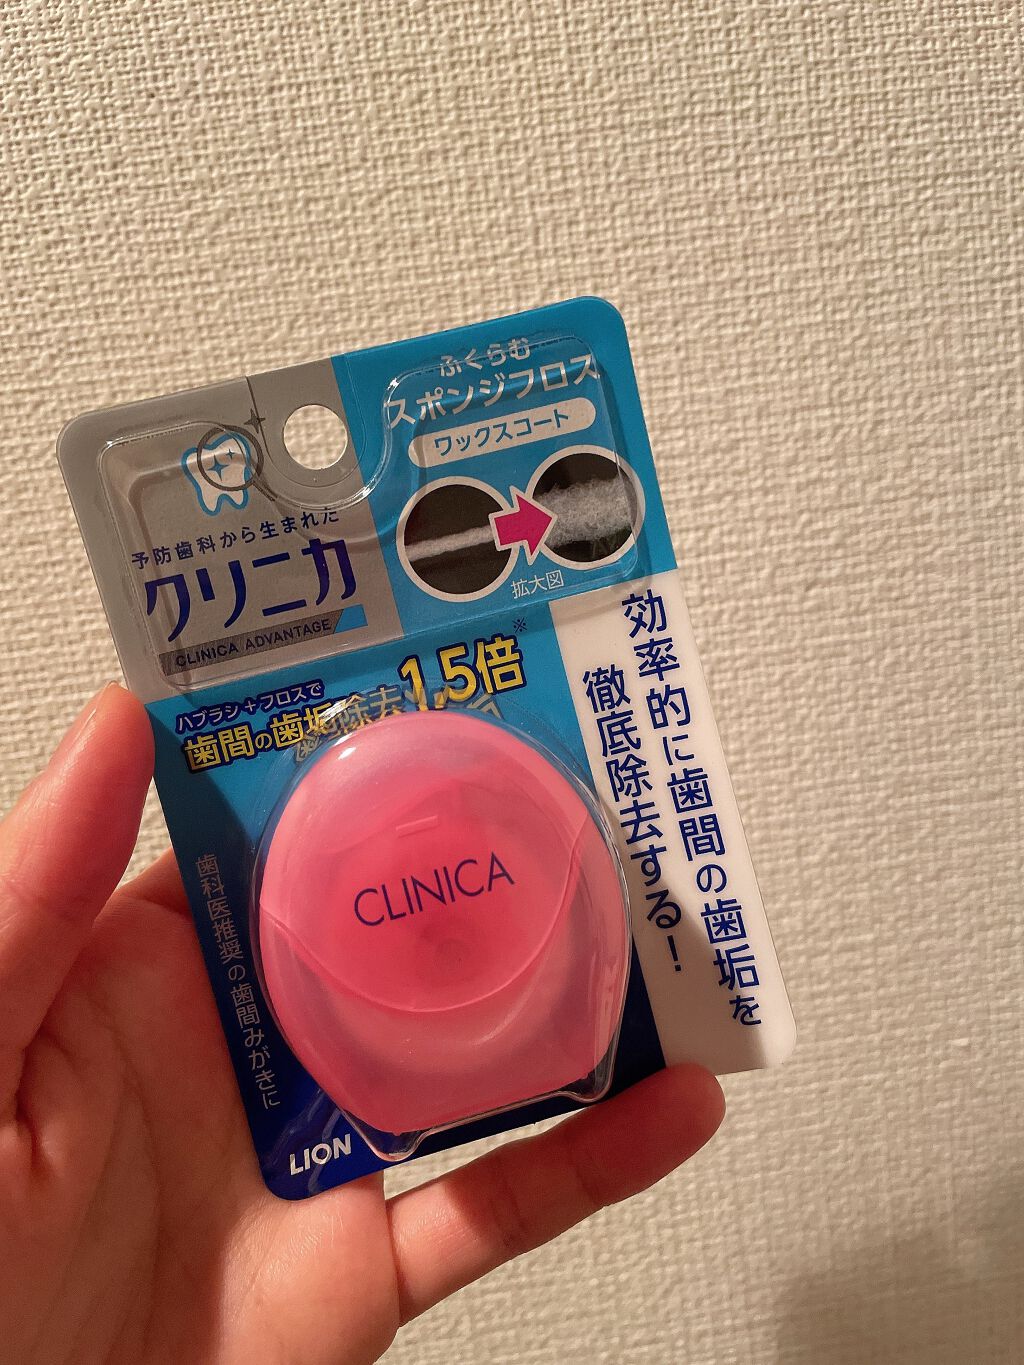 ふくらむ
スポンジフロス
ワックスコート
拡大図
予防歯科から生まれた
クリニカ
CLINICA ADVANTAGE
ハブラシ+フロスで
歯間の歯垢除去1.5倍※
効率的に歯間の歯垢を
徹底除去する!
CLINICA
歯科医推奨の歯間みがきに
LION